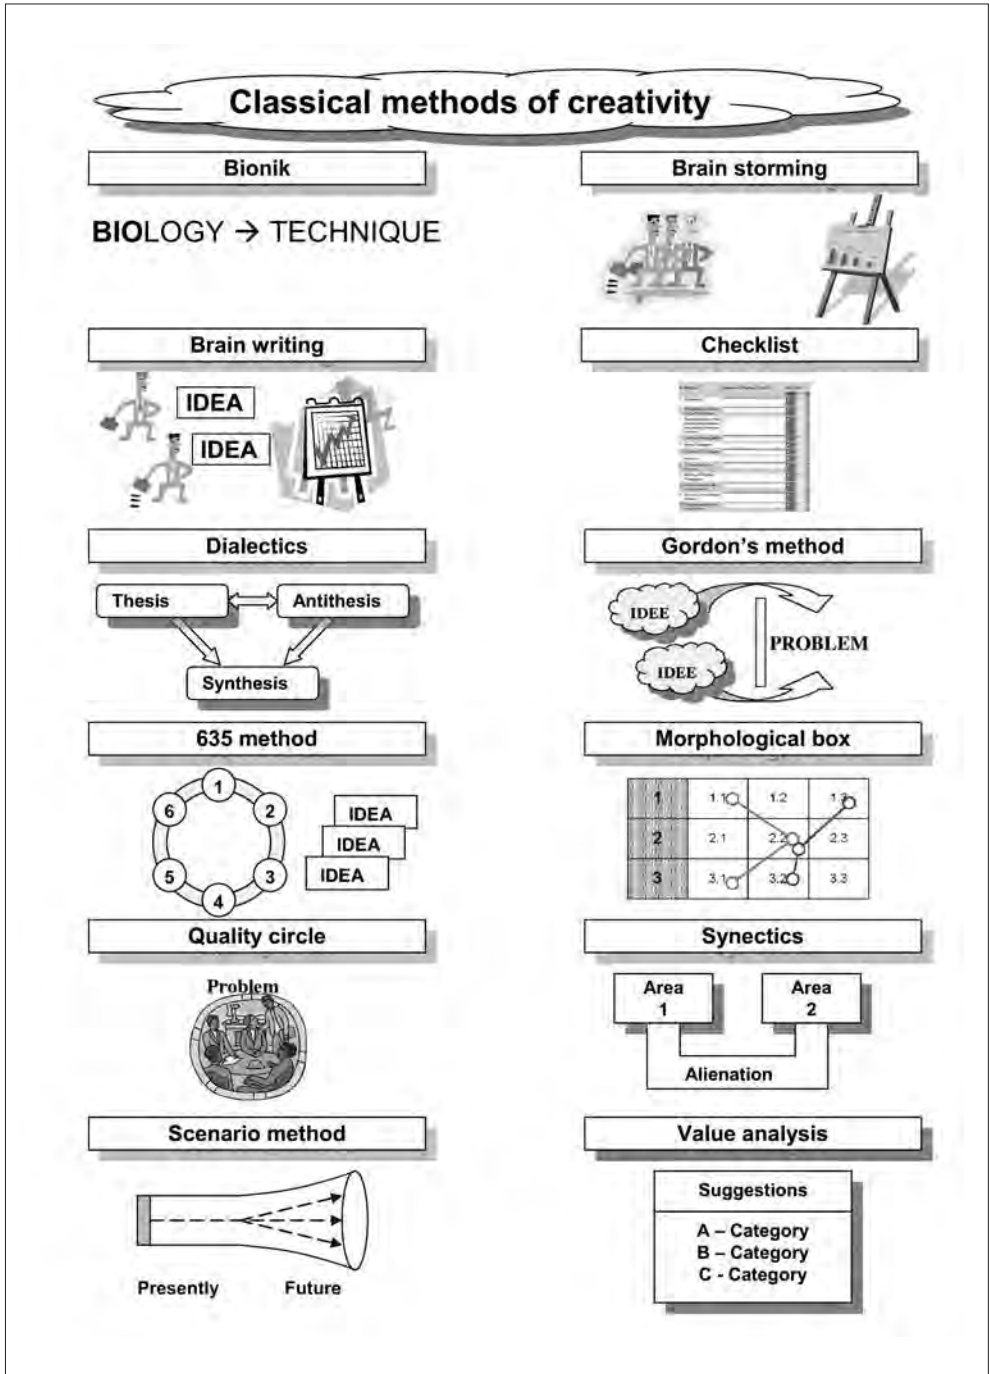 Classical methods of creativity
Bionik
Brain storming
BIOLOGY → TECHNIQUE
Brain writing
Checklist
IDEA
IDEA
Dialectics
Gordon's method
Thesis
Antithesis
Synthesis
IDEE
PROBLEM
IDEE
635 method
Morphological box
1
2
3
4
5
6
IDEA
IDEA
IDEA
1 1.1 1.2 1.3
2 2.1 2.2 2.3
3 3.1 3.2 3.3
Quality circle
Synectics
Problem
Area
1
Area
2
Alienation
Scenario method
Value analysis
Presently
Future
Suggestions
A – Category
B – Category
C - Category